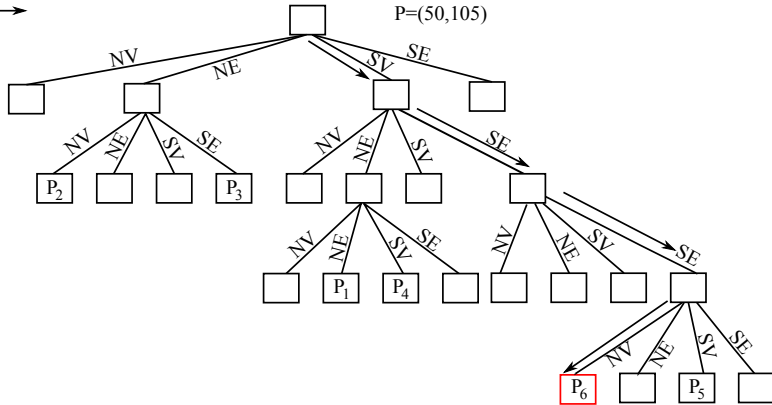 P=(50,105)
NV NE SV SE
NV NE SV SE NV NE SV SE
P2 P3
NV NE SV SE NV NE SV SE
P1 P4
NV NE SV SE
P6 P5